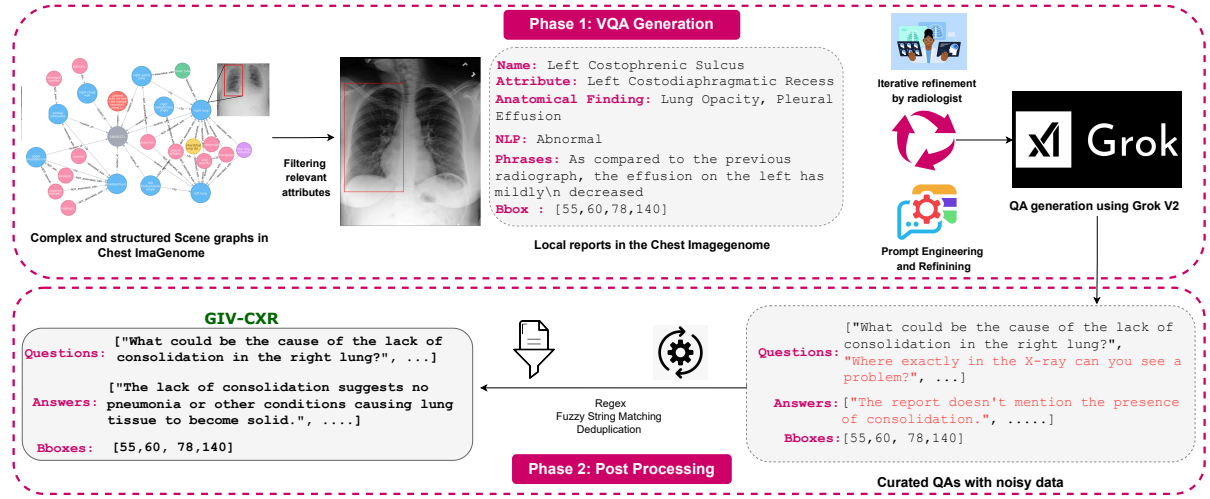 Phase 1: VQA Generation
Complex and structured Scene graphs in
Chest ImaGenome
Filtering
relevant
attributes
Name: Left Costophrenic Sulcus
Attribute: Left Costodiaphragmatic Recess
Anatomical Finding: Lung Opacity, Pleural
Effusion
NLP: Abnormal
Phrases: As compared to the previous
radiograph, the effusion on the left has
mildly\n decreased
Bbox : [55,60,78,140]
Local reports in the Chest Imagegenome
Iterative refinement
by radiologist
Prompt Engineering
and Refinining
Grok
QA generation using Grok V2
GIV-CXR
Questions: ["What could be the cause of the lack of
consolidation in the right lung?", ...]
Answers: ["The lack of consolidation suggests no
pneumonia or other conditions causing lung
tissue to become solid.", ....]
Bboxes: [55,60, 78,140]
Regex
Fuzzy String Matching
Deduplication
Questions: ["What could be the cause of the lack of
consolidation in the right lung?",
"Where exactly in the X-ray can you see a
problem?", ...]
Answers: ["The report doesn't mention the presence
of consolidation.", .....]
Bboxes: [55,60, 78,140]
Curated QAs with noisy data
Phase 2: Post Processing